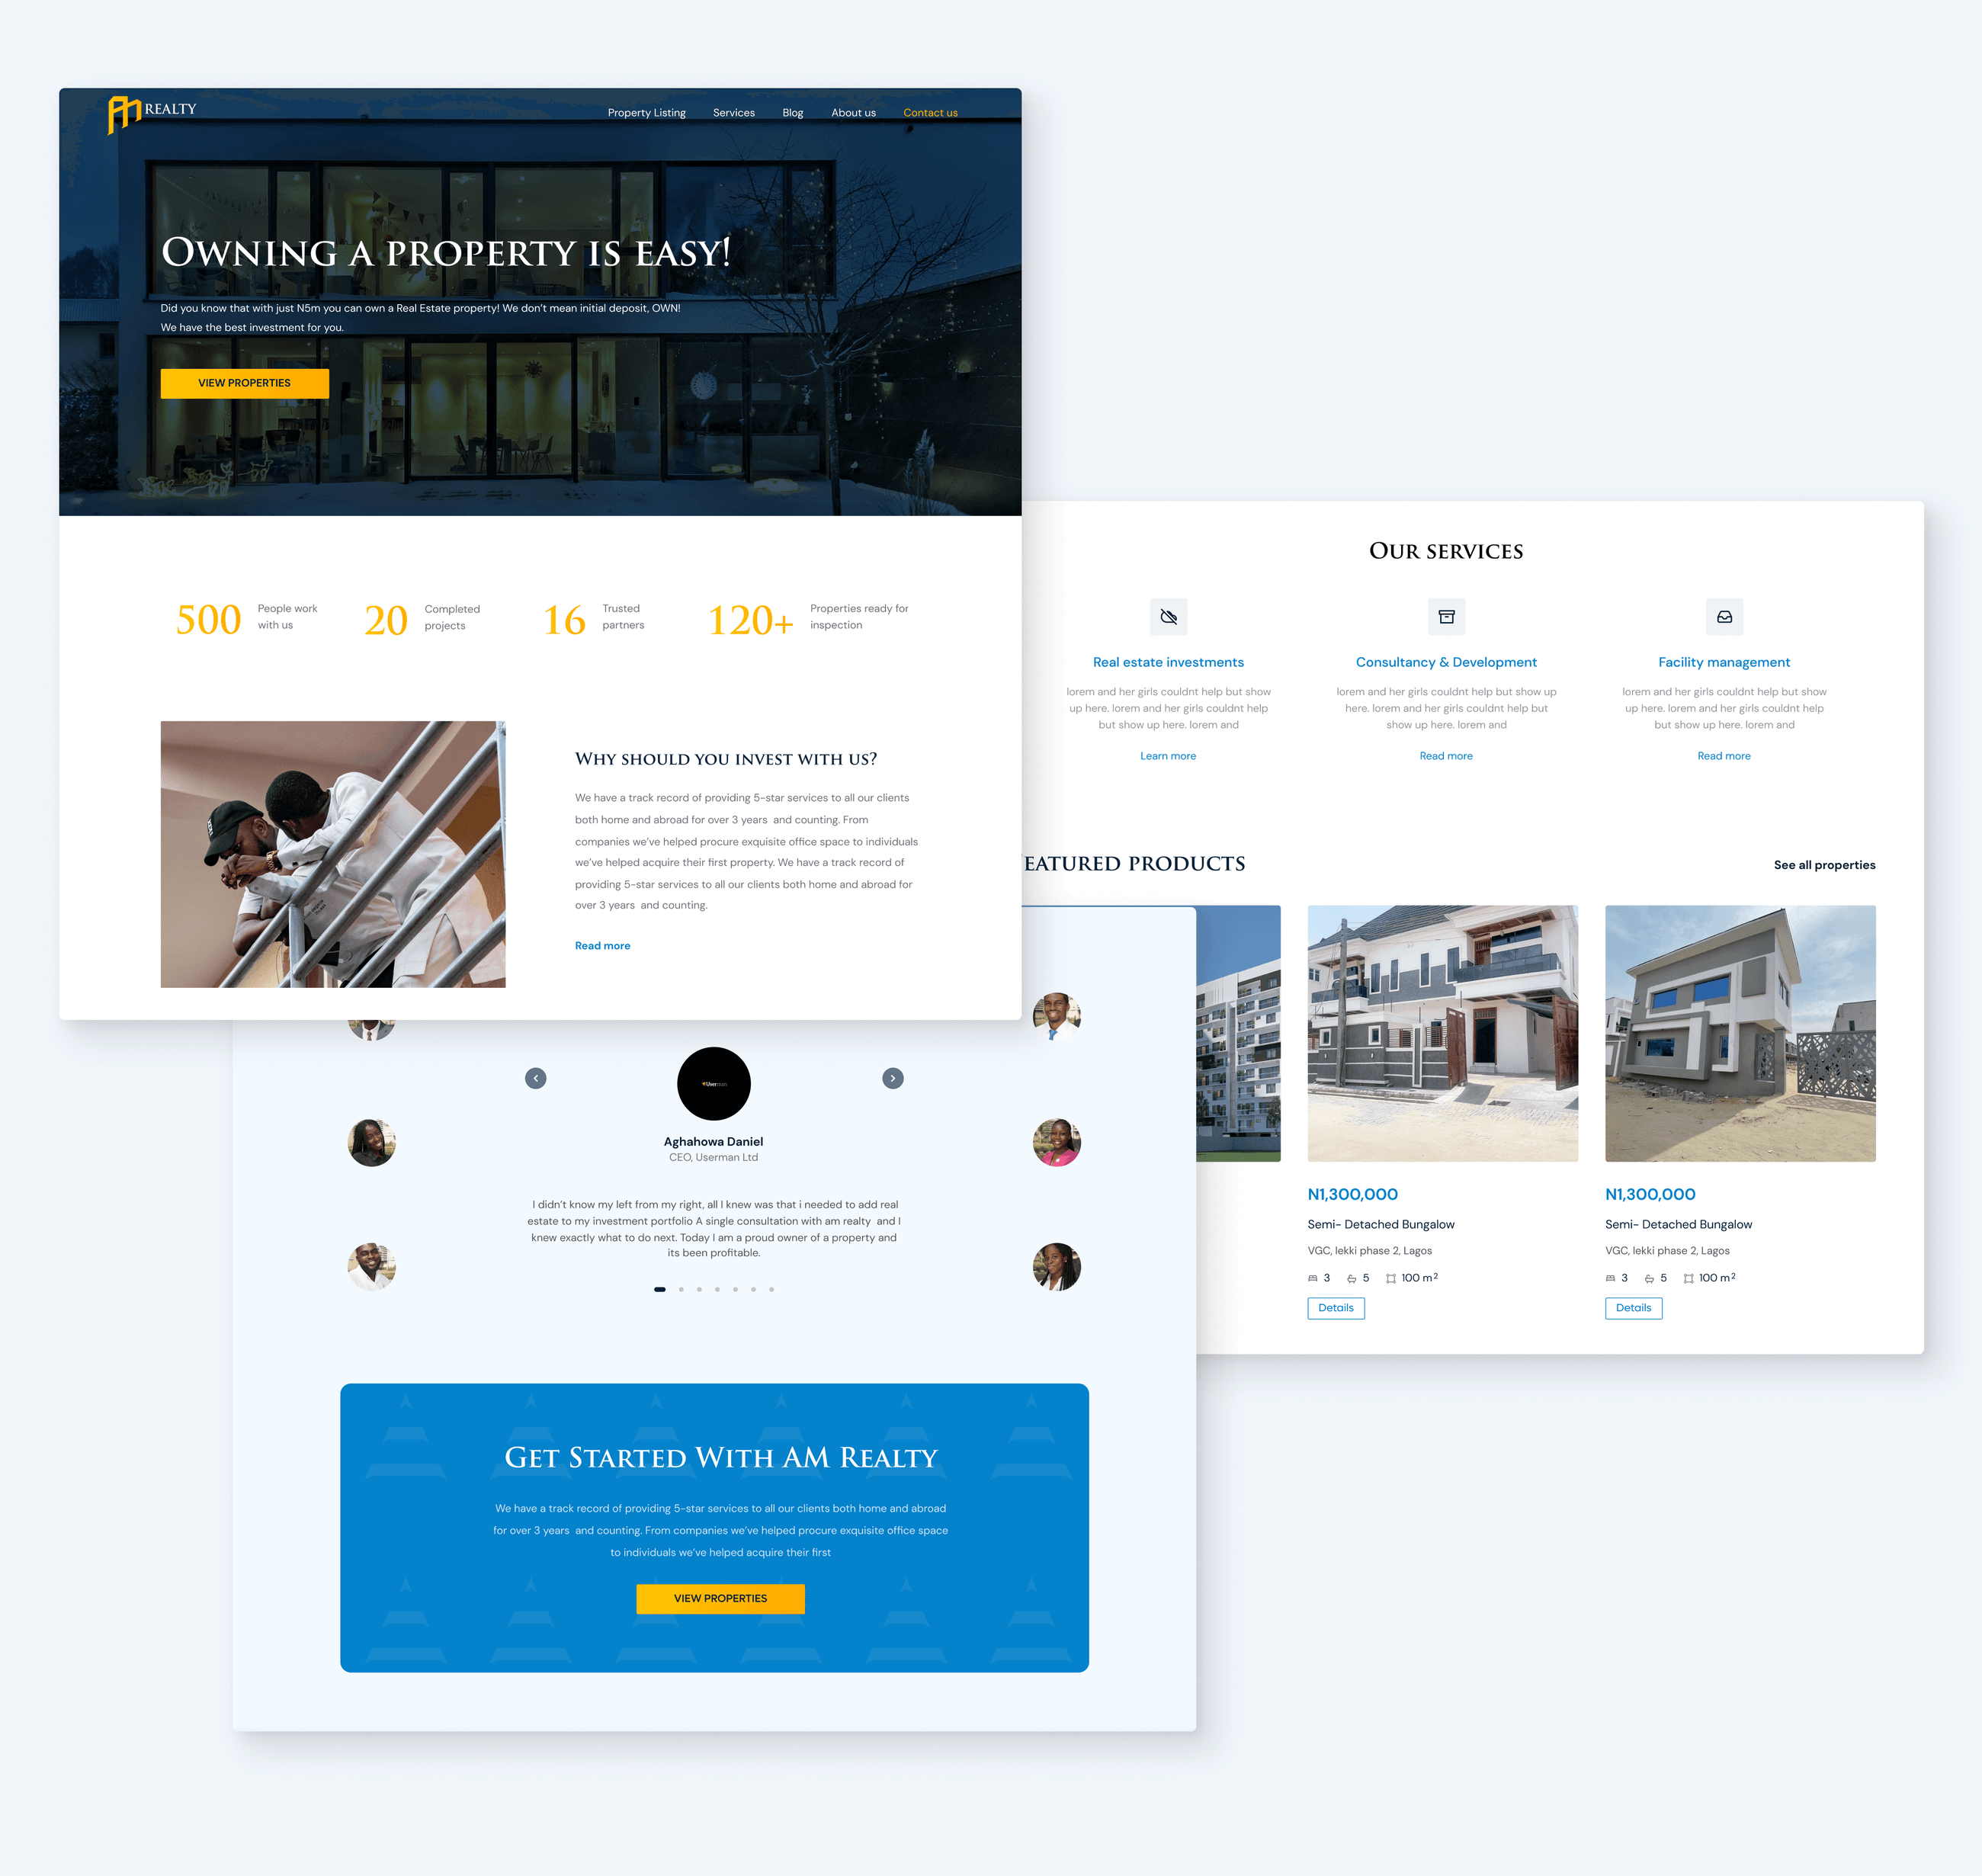 REALTY
Property Listing
Services
Blog
About us
Contact us
Owning a property is easy!
Did you know that with just N5m you can own a Real Estate property! We don't mean initial deposit, OWN!
We have the best investment for you.
VIEW PROPERTIES
500
People work
with us
20
Completed
projects
16
Trusted
partners
120+
Properties ready for
inspection
Why should you invest with us?
We have a track record of providing 5-star services to all our clients
both home and abroad for over 3 years  and counting. From
companies we've helped procure exquisite office space to individuals
we've helped acquire their first property. We have a track record of
providing 5-star services to all our clients both home and abroad for
over 3 years  and counting.
Read more
Our services
Real estate investments
lorem and her girls couldnt help but show
up here. lorem and her girls couldnt help
but show up here. lorem and
Learn more
Consultancy & Development
lorem and her girls couldnt help but show up
here. lorem and her girls couldnt help but
show up here. lorem and
Read more
Facility management
lorem and her girls couldnt help but show
up here. lorem and her girls couldnt help
but show up here. lorem and
Read more
eatured products
See all properties
N1,300,000
Semi- Detached Bungalow
VGC, lekki phase 2, Lagos
3 5 100 m²
Details
N1,300,000
Semi- Detached Bungalow
VGC, lekki phase 2, Lagos
3 5 100 m²
Details
Userman
Aghahowa Daniel
CEO, Userman Ltd
I didn't know my left from my right, all I knew was that i needed to add real
estate to my investment portfolio A single consultation with am realty  and I
knew exactly what to do next. Today I am a proud owner of a property and
its been profitable.
Get Started With AM Realty
We have a track record of providing 5-star services to all our clients both home and abroad
for over 3 years  and counting. From companies we've helped procure exquisite office space
to individuals we've helped acquire their first
VIEW PROPERTIES